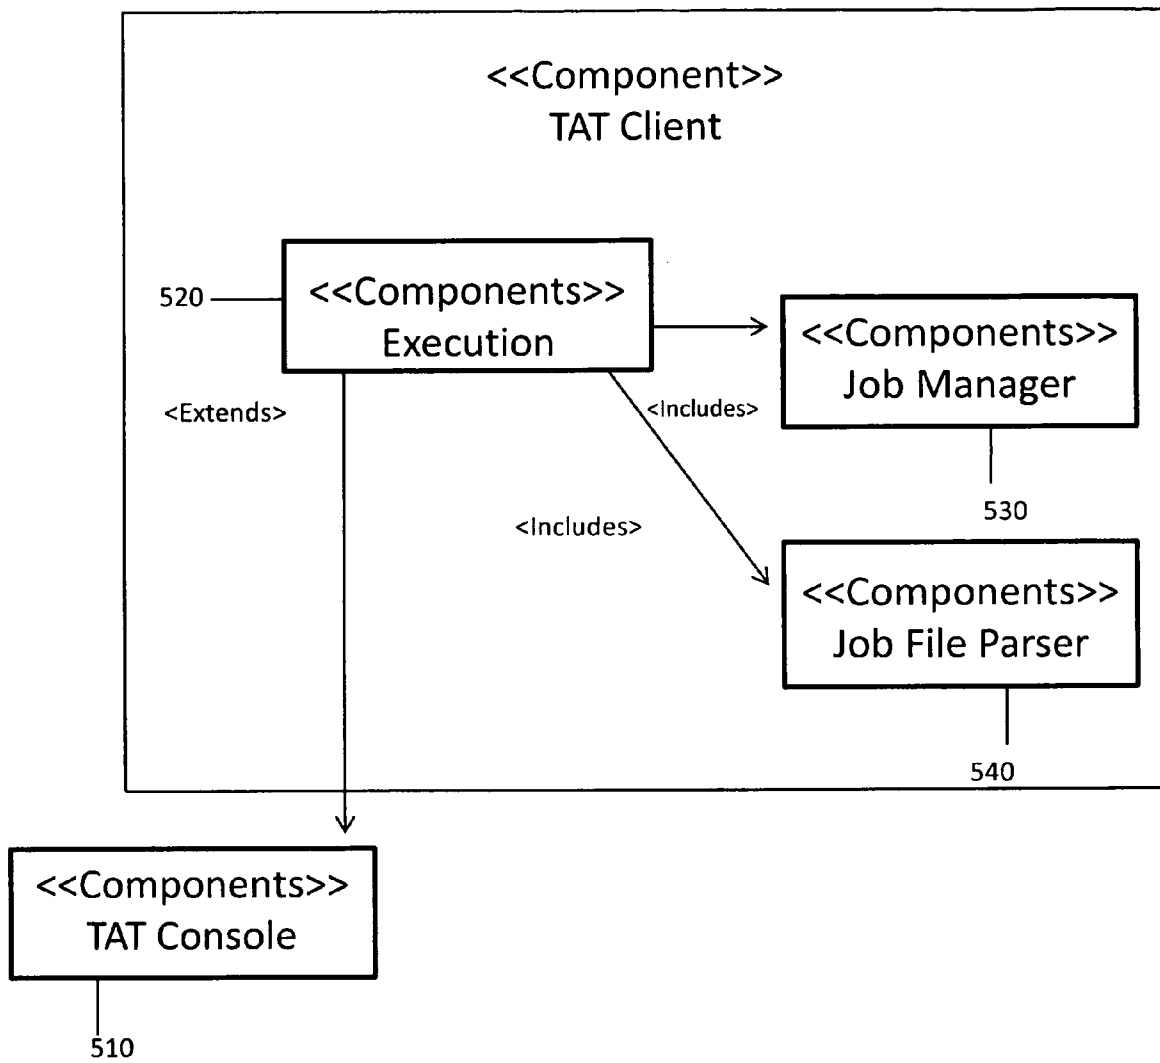 <<Component>>
TAT Client
520
<<Components>>
Execution
<<Components>>
Job Manager
<Extends>
<Includes>
530
<Includes>
<<Components>>
Job File Parser
540
<<Components>>
TAT Console
510